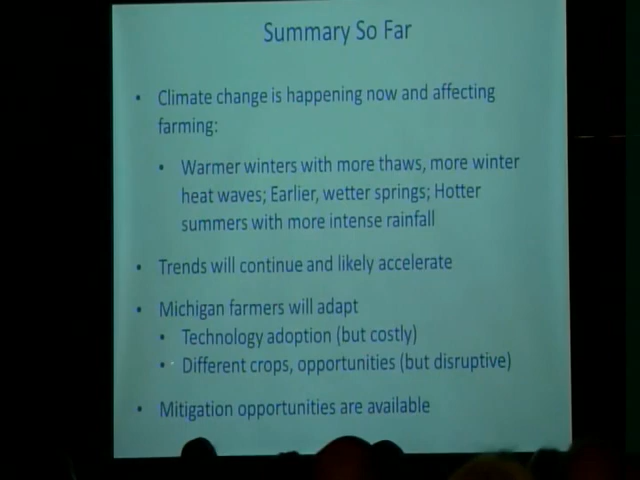 Summary So Far
• Climate change is happening now and affecting
farming:
• Warmer winters with more thaws, more winter
heat waves; Earlier, wetter springs; Hotter
summers with more intense rainfall
• Trends will continue and likely accelerate
• Michigan farmers will adapt
• Technology adoption (but costly)
• Different crops, opportunities (but disruptive)
• Mitigation opportunities are available